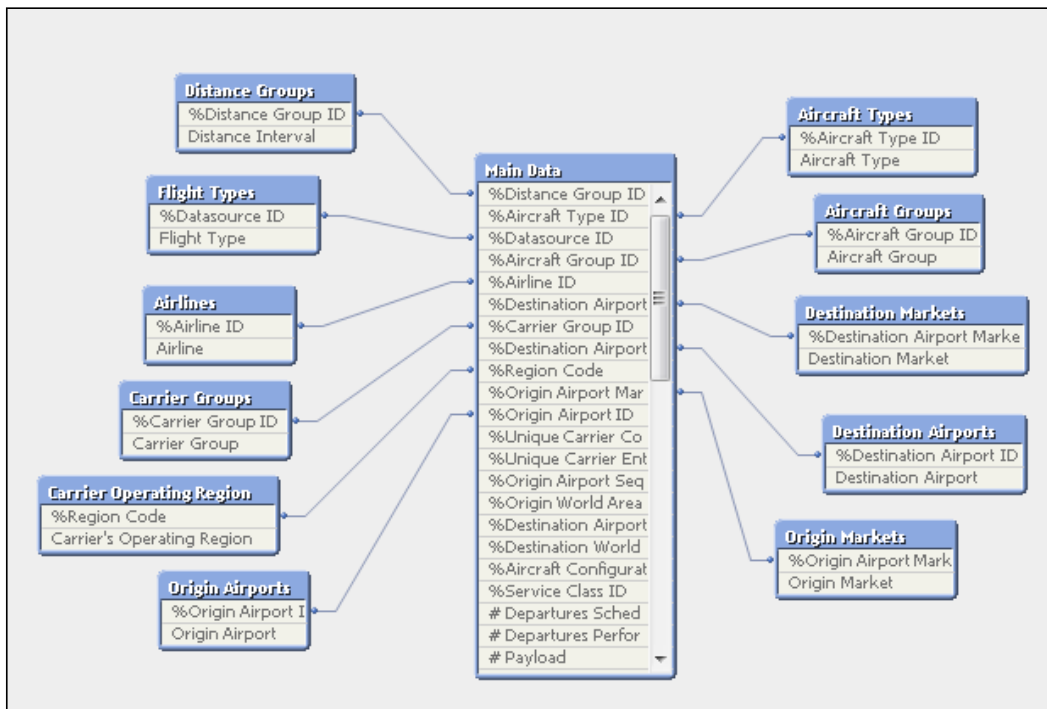 Distance Groups
%Distance Group ID
Distance Interval
Flight Types
%Datasource ID
Flight Type
Airlines
%Airline ID
Airline
Carrier Groups
%Carrier Group ID
Carrier Group
Carrier Operating Region
%Region Code
Carrier's Operating Region
Origin Airports
%Origin Airport I
Origin Airport
Main Data
%Distance Group ID
%Aircraft Type ID
%Datasource ID
%Aircraft Group ID
%Airline ID
%Destination Airport
%Carrier Group ID
%Destination Airport
%Region Code
%Origin Airport Mar
%Origin Airport ID
%Unique Carrier Co
%Unique Carrier Ent
%Origin Airport Seq
%Origin World Area
%Destination Airport
%Destination World
%Aircraft Configurat
%Service Class ID
# Departures Sched
# Departures Perfor
# Payload
Aircraft Types
%Aircraft Type ID
Aircraft Type
Aircraft Groups
%Aircraft Group ID
Aircraft Group
Destination Markets
%Destination Airport Marke
Destination Market
Destination Airports
%Destination Airport ID
Destination Airport
Origin Markets
%Origin Airport Mark
Origin Market